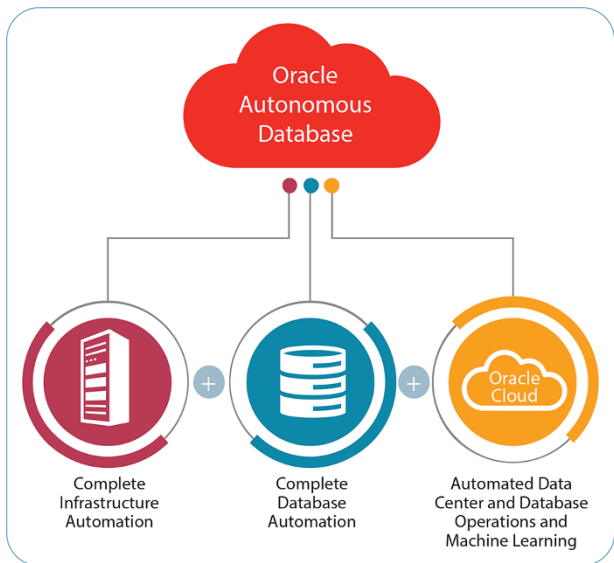 Oracle
Autonomous
Database
+
+
Oracle
Cloud
Complete
Infrastructure
Automation
Complete
Database
Automation
Automated Data
Center and Database
Operations and
Machine Learning